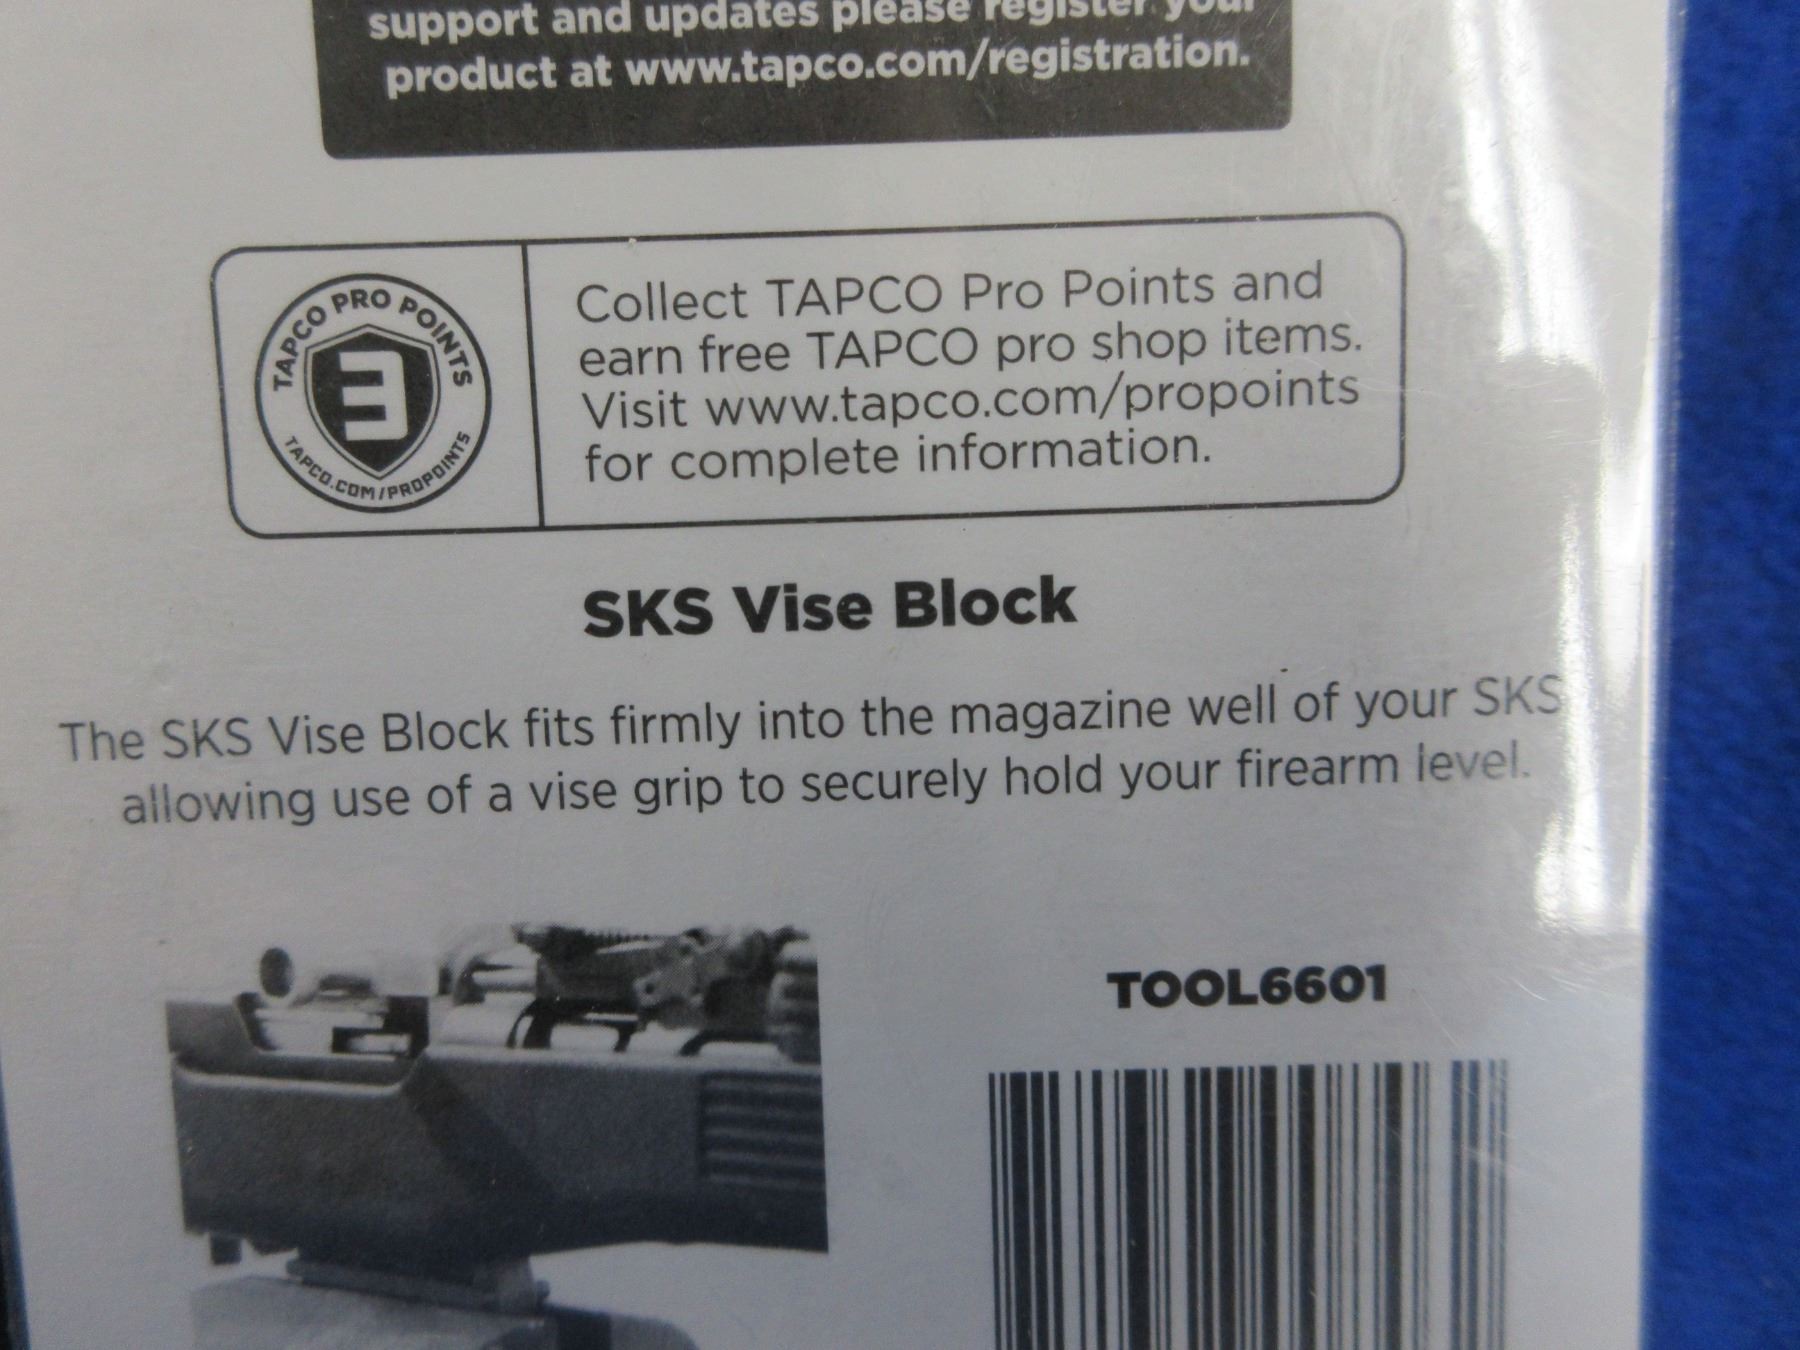 support and updates please register your
product at www.tapco.com/registration.
TAPCO PRO POINTS
3
TAPCO.COM/PROPOINTS
Collect TAPCO Pro Points and
earn free TAPCO pro shop items.
Visit www.tapco.com/propoints
for complete information.
SKS Vise Block
The SKS Vise Block fits firmly into the magazine well of your SKS
allowing use of a vise grip to securely hold your firearm level.
TOOL6601